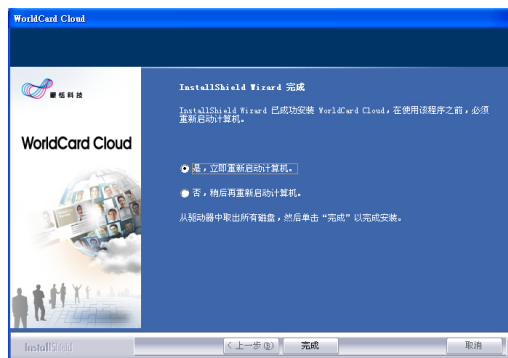 WorldCard Cloud
蒙恬科技
WorldCard Cloud
InstallShield Wizard 完成
InstallShield Wizard 已成功安装 WorldCard Cloud，在使用该程序之前，必须
重新启动计算机。
是，立即重新启动计算机。
否，稍后再重新启动计算机。
从驱动器中取出所有磁盘，然后单击“完成”以完成安装。
InstallShield
< 上一步(B)
完成
取消